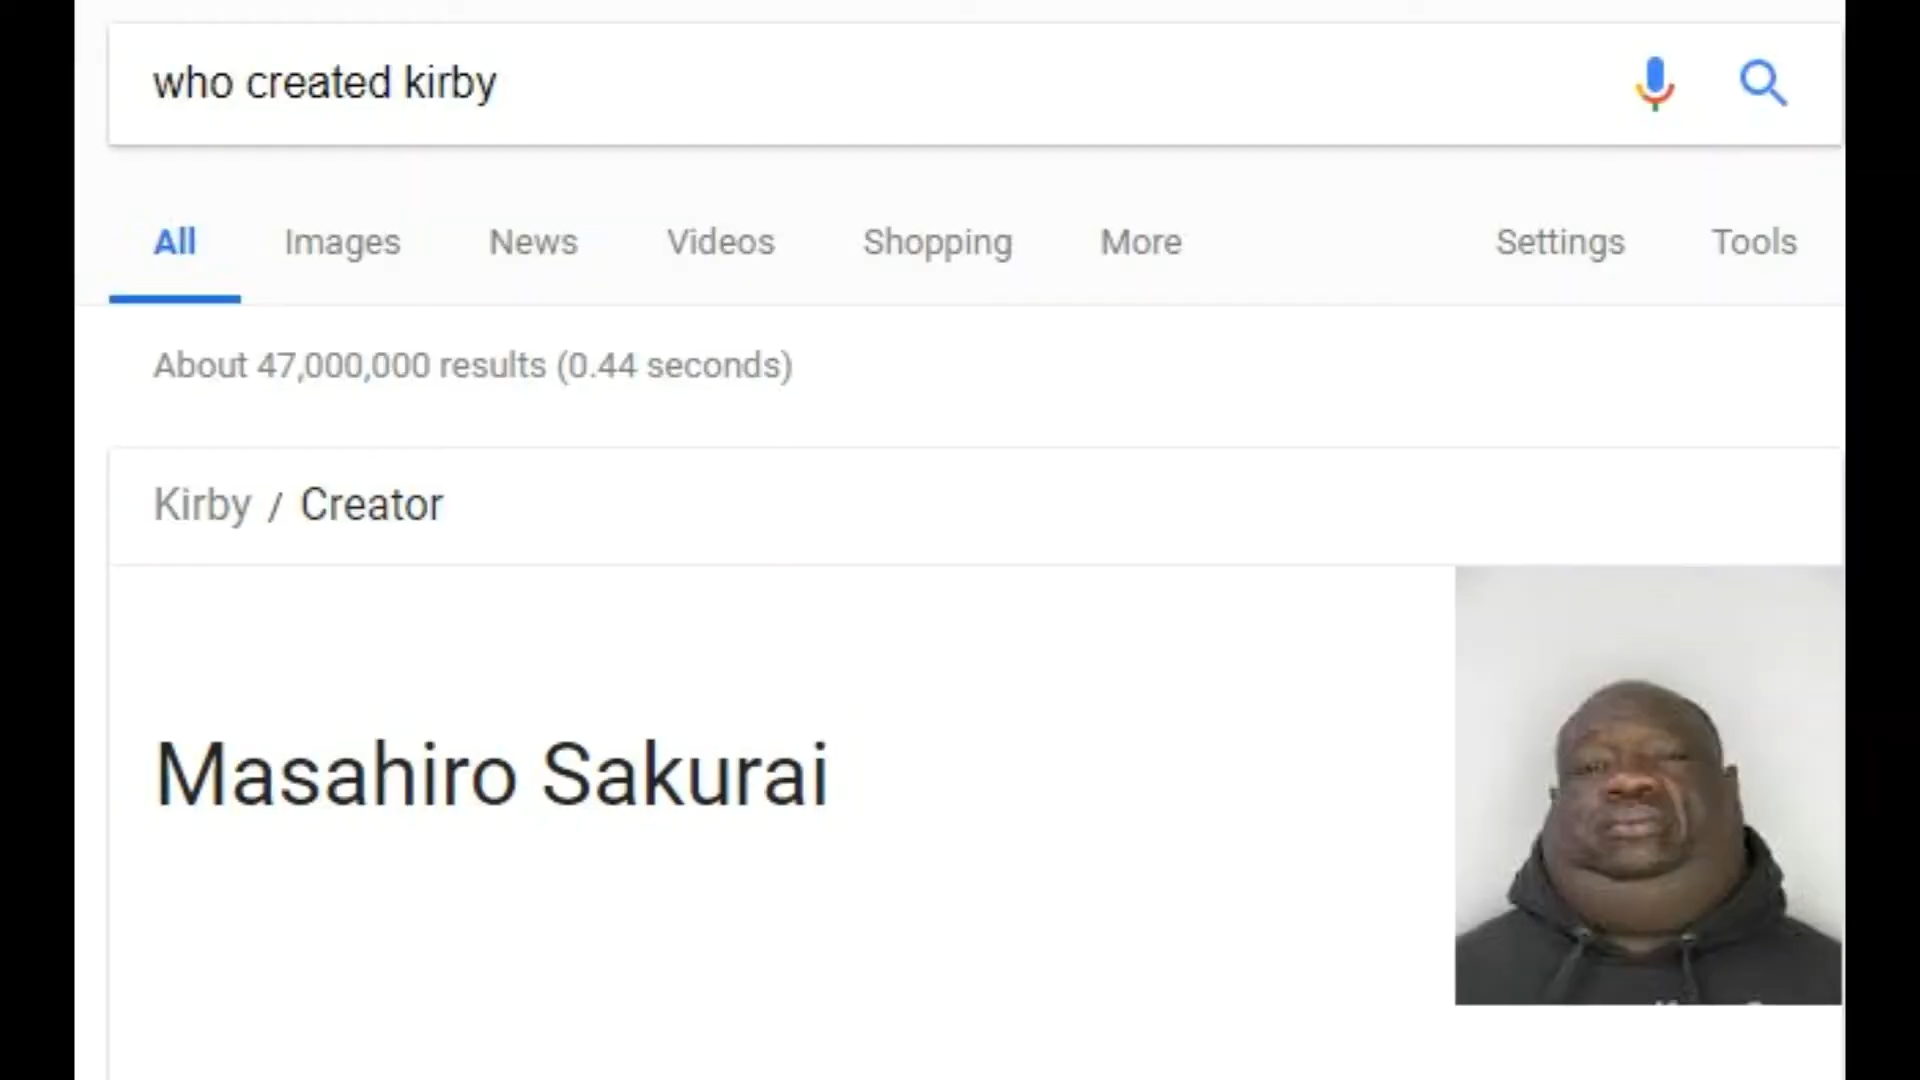 who created kirby
All Images News Videos Shopping More Settings Tools
About 47,000,000 results (0.44 seconds)
Kirby / Creator
Masahiro Sakurai